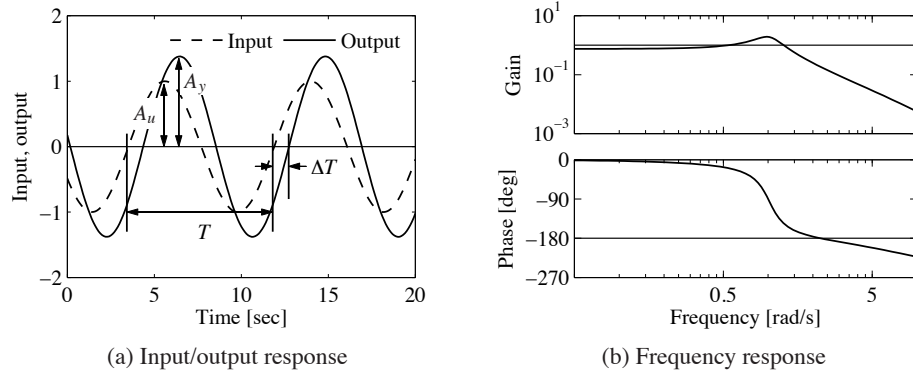 2
1
0
−1
−2
Input, output
Input
Output
A_u
A_y
ΔT
T
0
5
10
15
20
Time [sec]
(a) Input/output response
10^1
10^−1
10^−3
Gain
0
−90
−180
−270
Phase [deg]
0.5
5
Frequency [rad/s]
(b) Frequency response